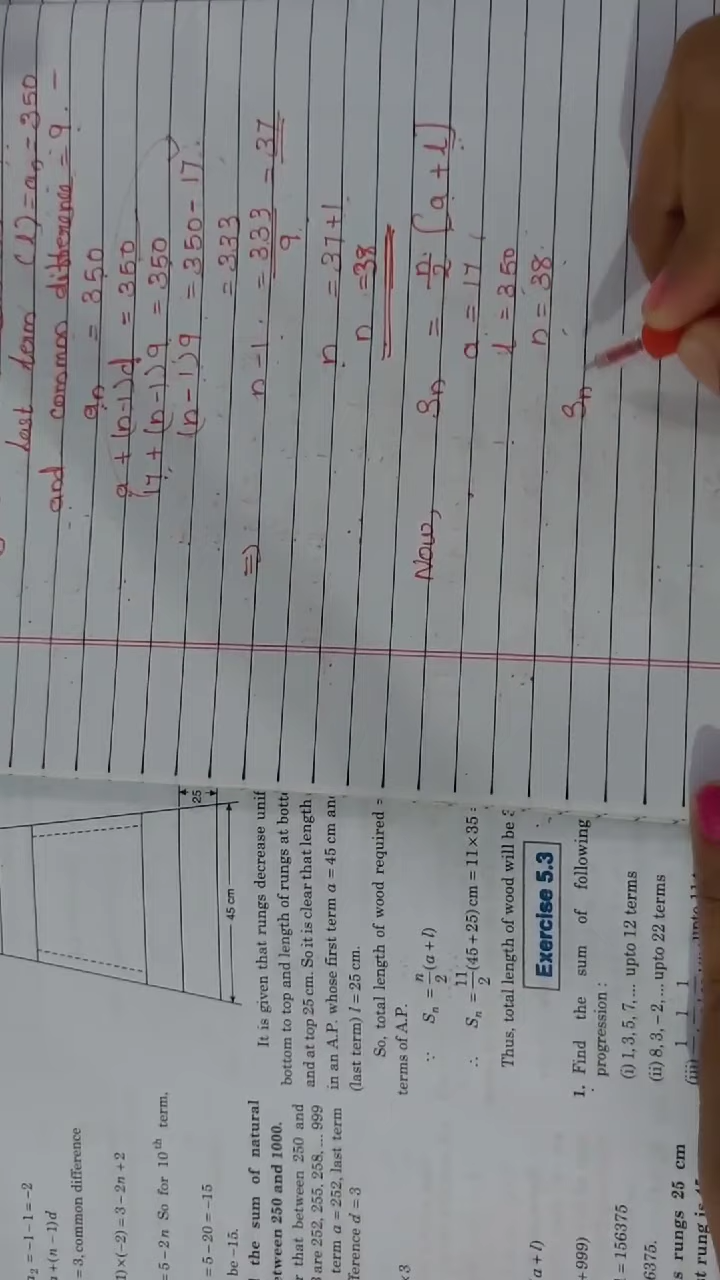 last term (l) = aₙ = 350
and common difference = 9.
aₙ = 350
a + (n-1)d = 350
17 + (n-1)9 = 350
(n-1)9 = 350 - 17
= 333
⇒ n-1 = 333/9 = 37
n = 37+1
n = 38
Now, Sₙ = n/2 [a + l]
a = 17
l = 350
n = 38
Sₙ
25
45 cm
It is given that rungs decrease unif
bottom to top and length of rungs at bott
and at top 25 cm. So it is clear that length
in an A.P. whose first term a = 45 cm and
(last term) l = 25 cm.
So, total length of wood required =
terms of A.P.
∵ Sₙ = n/2 (a + l)
∴ Sₙ = 11/2 (45 + 25) cm = 11 × 35 =
Thus, total length of wood will be
Exercise 5.3
1. Find the sum of following
progression :
(i) 1, 3, 5, 7, ... upto 12 terms
(ii) 8, 3, –2, ... upto 22 terms
(iii)
= –1 – 1 = –2
+ (n – 1) d
= 3, common difference
1) × (–2) = 3 – 2n + 2
= 5 – 2n So for 10th term,
= 5 – 20 = –15
be –15.
the sum of natural
etween 250 and 1000.
r that between 250 and
are 252, 255, 258, ... 999
term a = 252, last term
ference d = 3
×3
a + l)
+ 999)
= 156375
6375.
s rungs 25 cm